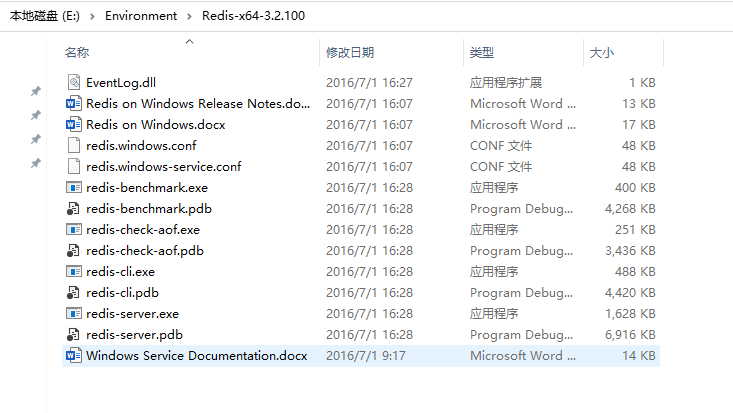 本地磁盘 (E:) > Environment > Redis-x64-3.2.100
名称 修改日期 类型 大小
EventLog.dll 2016/7/1 16:27 应用程序扩展 1 KB
Redis on Windows Release Notes.do... 2016/7/1 16:07 Microsoft Word ... 13 KB
Redis on Windows.docx 2016/7/1 16:07 Microsoft Word ... 17 KB
redis.windows.conf 2016/7/1 16:07 CONF 文件 48 KB
redis.windows-service.conf 2016/7/1 16:07 CONF 文件 48 KB
redis-benchmark.exe 2016/7/1 16:28 应用程序 400 KB
redis-benchmark.pdb 2016/7/1 16:28 Program Debug... 4,268 KB
redis-check-aof.exe 2016/7/1 16:28 应用程序 251 KB
redis-check-aof.pdb 2016/7/1 16:28 Program Debug... 3,436 KB
redis-cli.exe 2016/7/1 16:28 应用程序 488 KB
redis-cli.pdb 2016/7/1 16:28 Program Debug... 4,420 KB
redis-server.exe 2016/7/1 16:28 应用程序 1,628 KB
redis-server.pdb 2016/7/1 16:28 Program Debug... 6,916 KB
Windows Service Documentation.docx 2016/7/1 9:17 Microsoft Word ... 14 KB